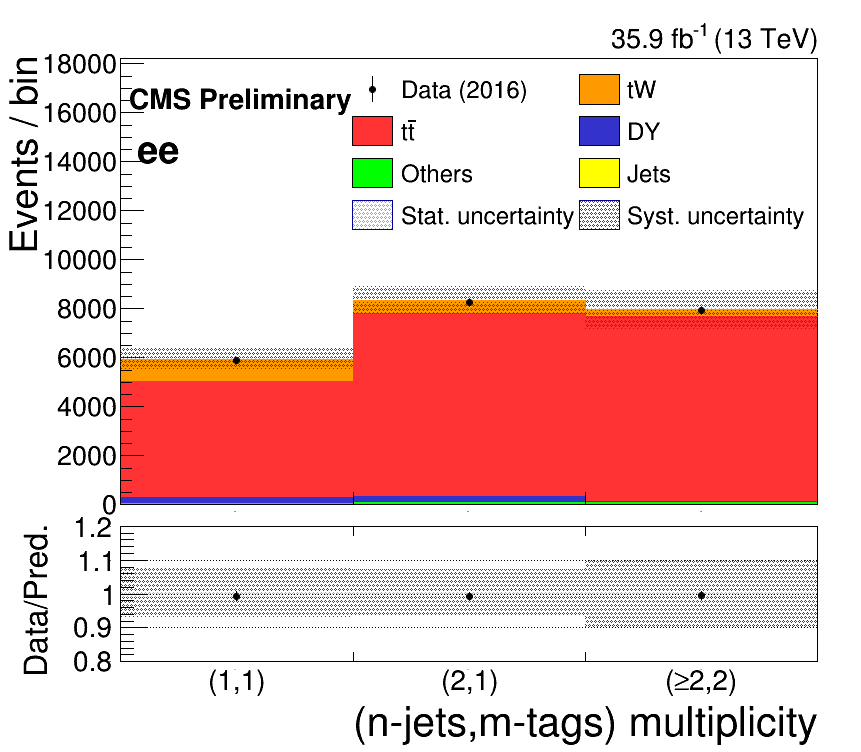 35.9 fb⁻¹ (13 TeV)
Events / bin
18000
16000
14000
12000
10000
8000
6000
4000
2000
0
CMS Preliminary
ee
Data (2016)
tW
tt̄
DY
Others
Jets
Stat. uncertainty
Syst. uncertainty
Data/Pred.
1.2
1.1
1
0.9
0.8
(1,1)
(2,1)
(≥2,2)
(n-jets,m-tags) multiplicity